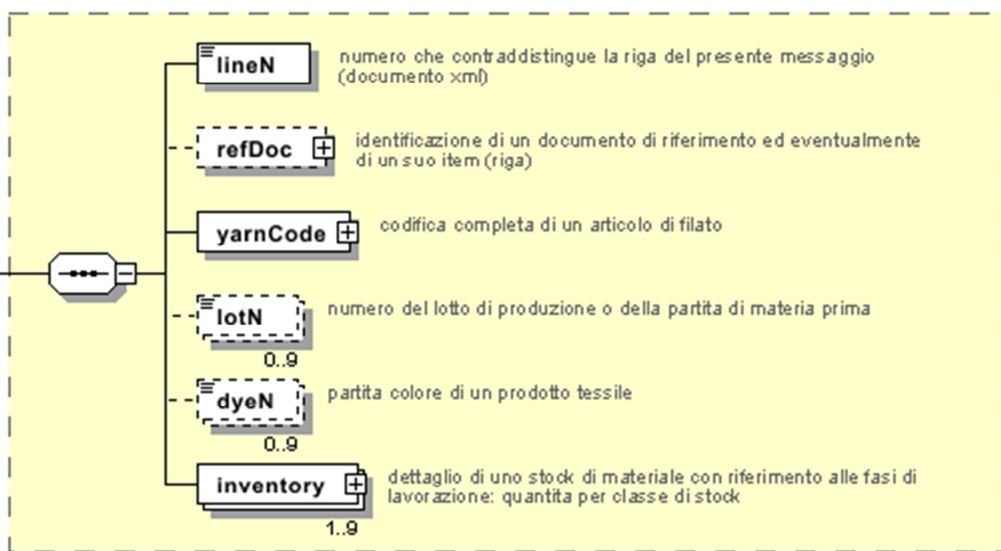 lineN
numero che contraddistingue la riga del presente messaggio
(documento xml)
refDoc
identificazione di un documento di riferimento ed eventualmente
di un suo item (riga)
yarnCode
codifica completa di un articolo di filato
lotN
numero del lotto di produzione o della partita di materia prima
0..9
dyeN
partita colore di un prodotto tessile
0..9
inventory
dettaglio di uno stock di materiale con riferimento alle fasi di
lavorazione: quantita per classe di stock
1..9